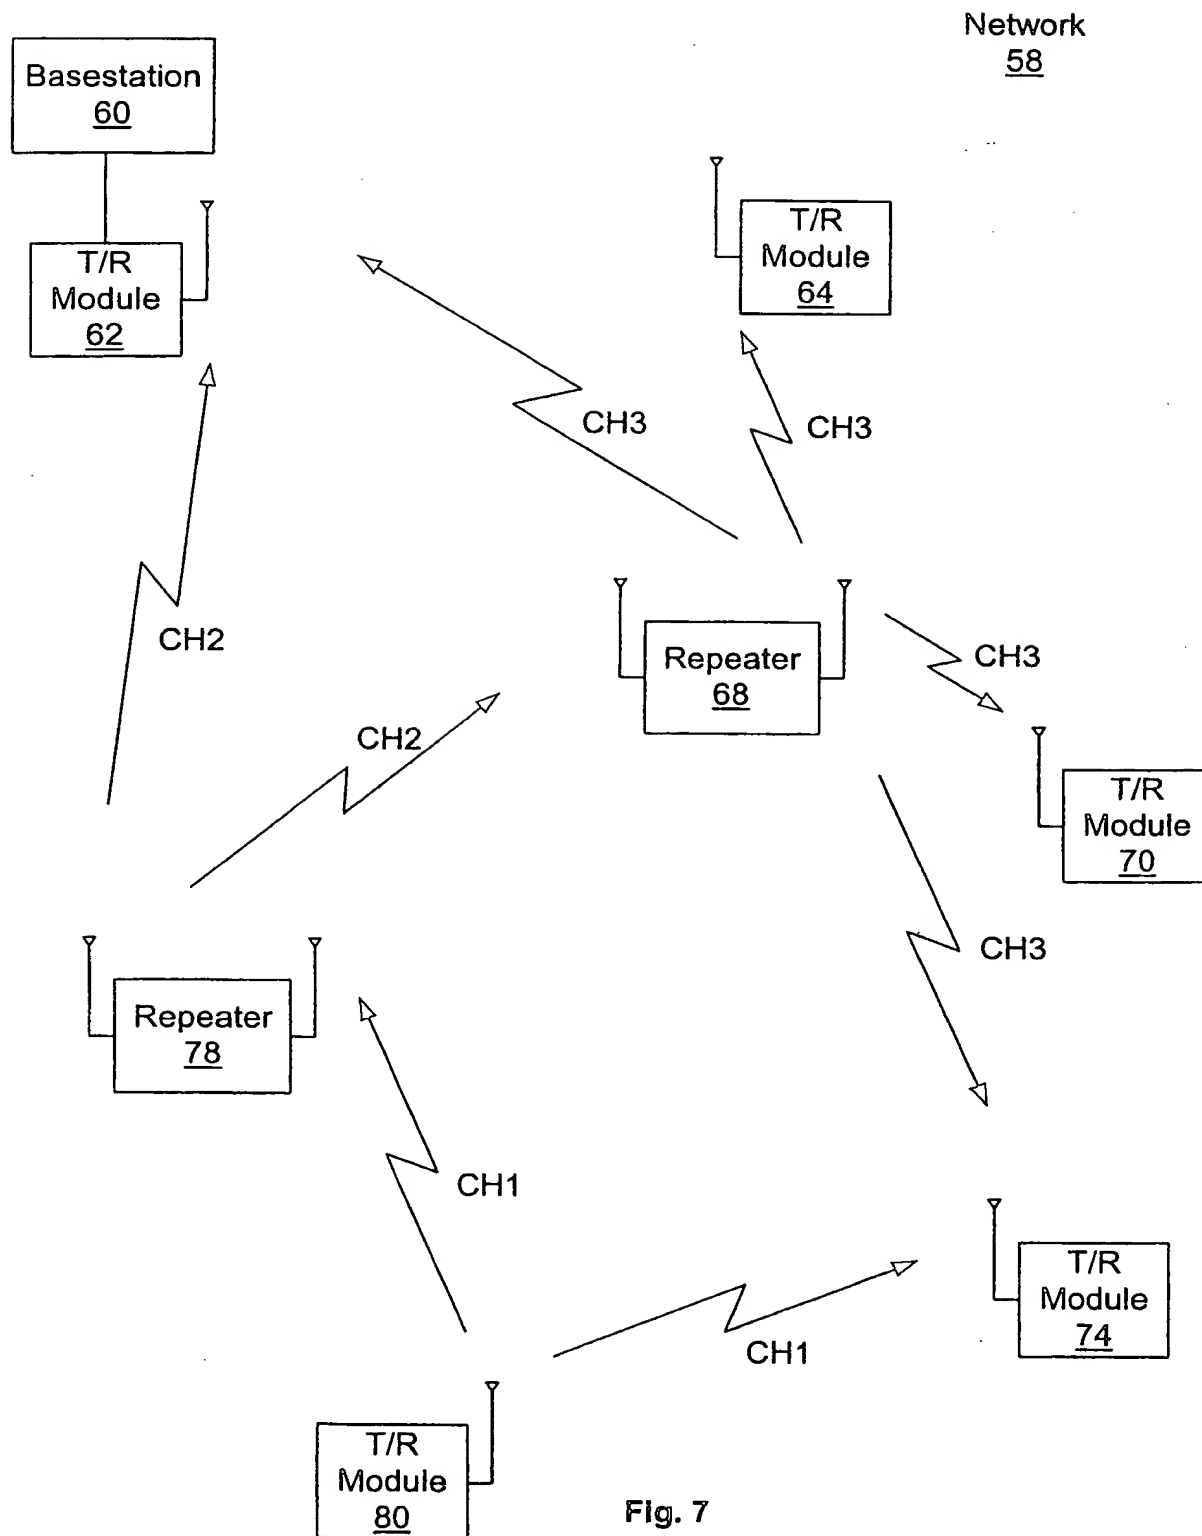 Network
58
Basestation
60
T/R
Module
62
T/R
Module
64
CH3
CH3
CH2
Repeater
68
CH3
CH2
T/R
Module
70
CH3
Repeater
78
CH1
T/R
Module
74
CH1
T/R
Module
80
Fig. 7